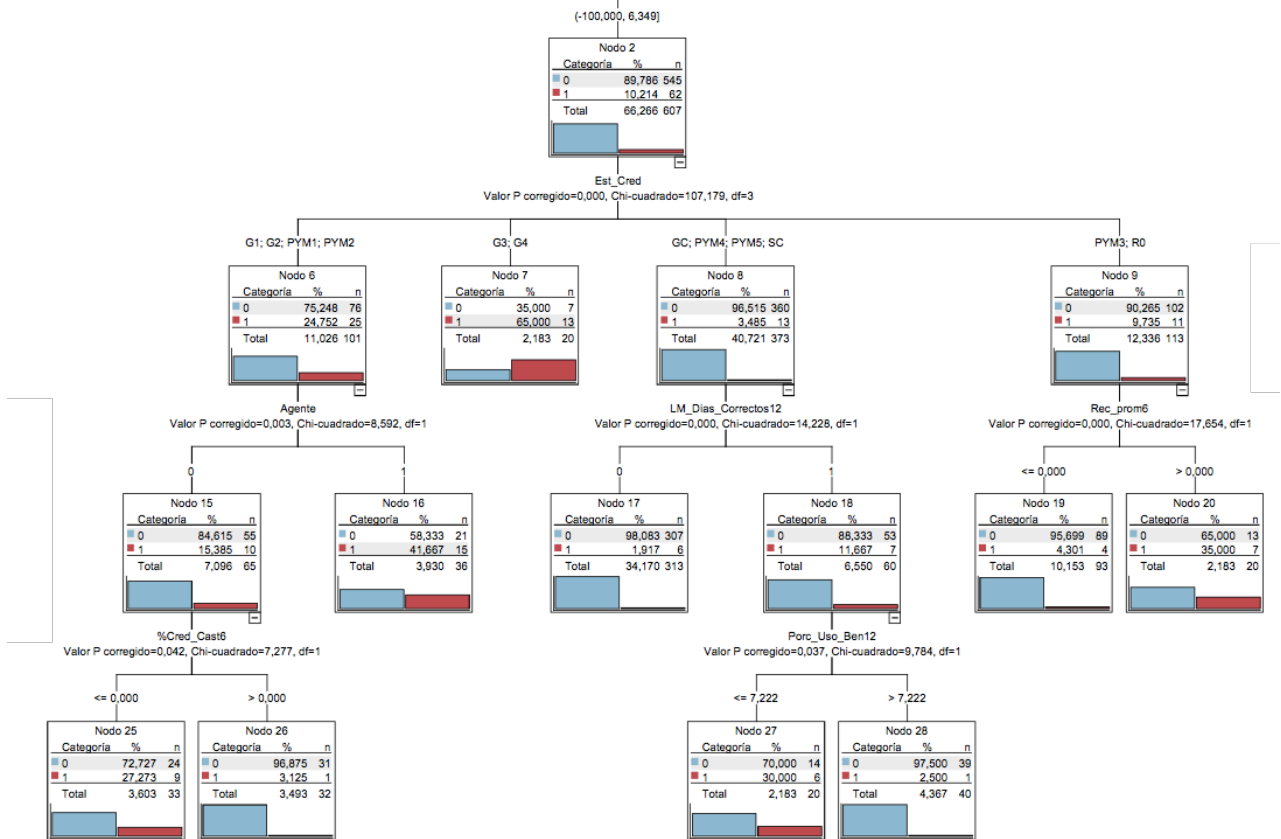 (-100,000, 6,349]
Nodo 2
Categoría % n
0 89,786 545
1 10,214 62
Total 66,266 607
Est_Cred
Valor P corregido=0,000, Chi-cuadrado=107,179, df=3
G1; G2; PYM1; PYM2
G3; G4
GC; PYM4; PYM5; SC
PYM3; R0
Nodo 6
Categoría % n
0 75,248 76
1 24,752 25
Total 11,026 101
Nodo 7
Categoría % n
0 35,000 7
1 65,000 13
Total 2,183 20
Nodo 8
Categoría % n
0 96,515 360
1 3,485 13
Total 40,721 373
Nodo 9
Categoría % n
0 90,265 102
1 9,735 11
Total 12,336 113
Agente
Valor P corregido=0,003, Chi-cuadrado=8,592, df=1
LM_Dias_Correctos12
Valor P corregido=0,000, Chi-cuadrado=14,228, df=1
Rec_prom6
Valor P corregido=0,000, Chi-cuadrado=17,654, df=1
0
1
0
1
<= 0,000
> 0,000
Nodo 15
Categoría % n
0 84,615 55
1 15,385 10
Total 7,096 65
Nodo 16
Categoría % n
0 58,333 21
1 41,667 15
Total 3,930 36
Nodo 17
Categoría % n
0 98,083 307
1 1,917 6
Total 34,170 313
Nodo 18
Categoría % n
0 88,333 53
1 11,667 7
Total 6,550 60
Nodo 19
Categoría % n
0 95,699 89
1 4,301 4
Total 10,153 93
Nodo 20
Categoría % n
0 65,000 13
1 35,000 7
Total 2,183 20
%Cred_Cast6
Valor P corregido=0,042, Chi-cuadrado=7,277, df=1
Porc_Uso_Ben12
Valor P corregido=0,037, Chi-cuadrado=9,784, df=1
<= 0,000
> 0,000
<= 7,222
> 7,222
Nodo 25
Categoría % n
0 72,727 24
1 27,273 9
Total 3,603 33
Nodo 26
Categoría % n
0 96,875 31
1 3,125 1
Total 3,493 32
Nodo 27
Categoría % n
0 70,000 14
1 30,000 6
Total 2,183 20
Nodo 28
Categoría % n
0 97,500 39
1 2,500 1
Total 4,367 40